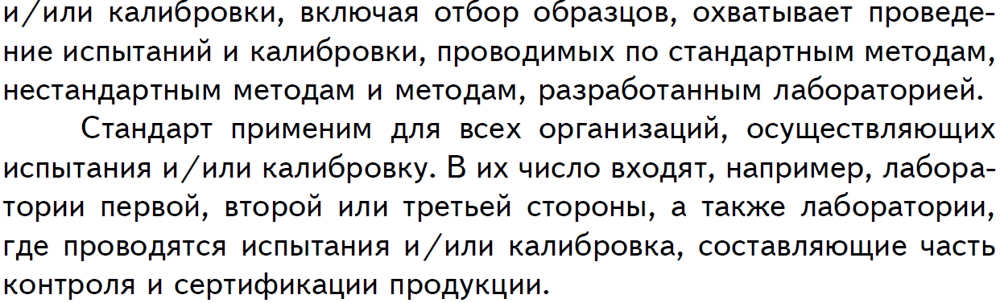 и/или калибровки, включая отбор образцов, охватывает проведе-
ние испытаний и калибровки, проводимых по стандартным методам,
нестандартным методам и методам, разработанным лабораторией.
Стандарт применим для всех организаций, осуществляющих
испытания и/или калибровку. В их число входят, например, лабора-
тории первой, второй или третьей стороны, а также лаборатории,
где проводятся испытания и/или калибровка, составляющие часть
контроля и сертификации продукции.